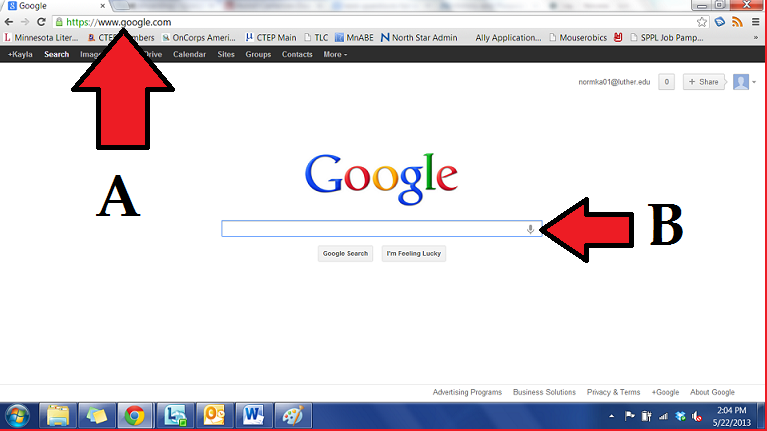 Google
https://www.google.com
Minnesota Liter... CTEP Members OnCorps Ameri... CTEP Main TLC MnABE North Star Admin Ally Application... Mouserobics SPPL Job Pamp... »
+Kayla Search Drive Calendar Sites Groups Contacts More
normka01@luther.edu 0 + Share
A
Google
B
Google Search I'm Feeling Lucky
Advertising Programs Business Solutions Privacy & Terms +Google About Google
2:04 PM
5/22/2013